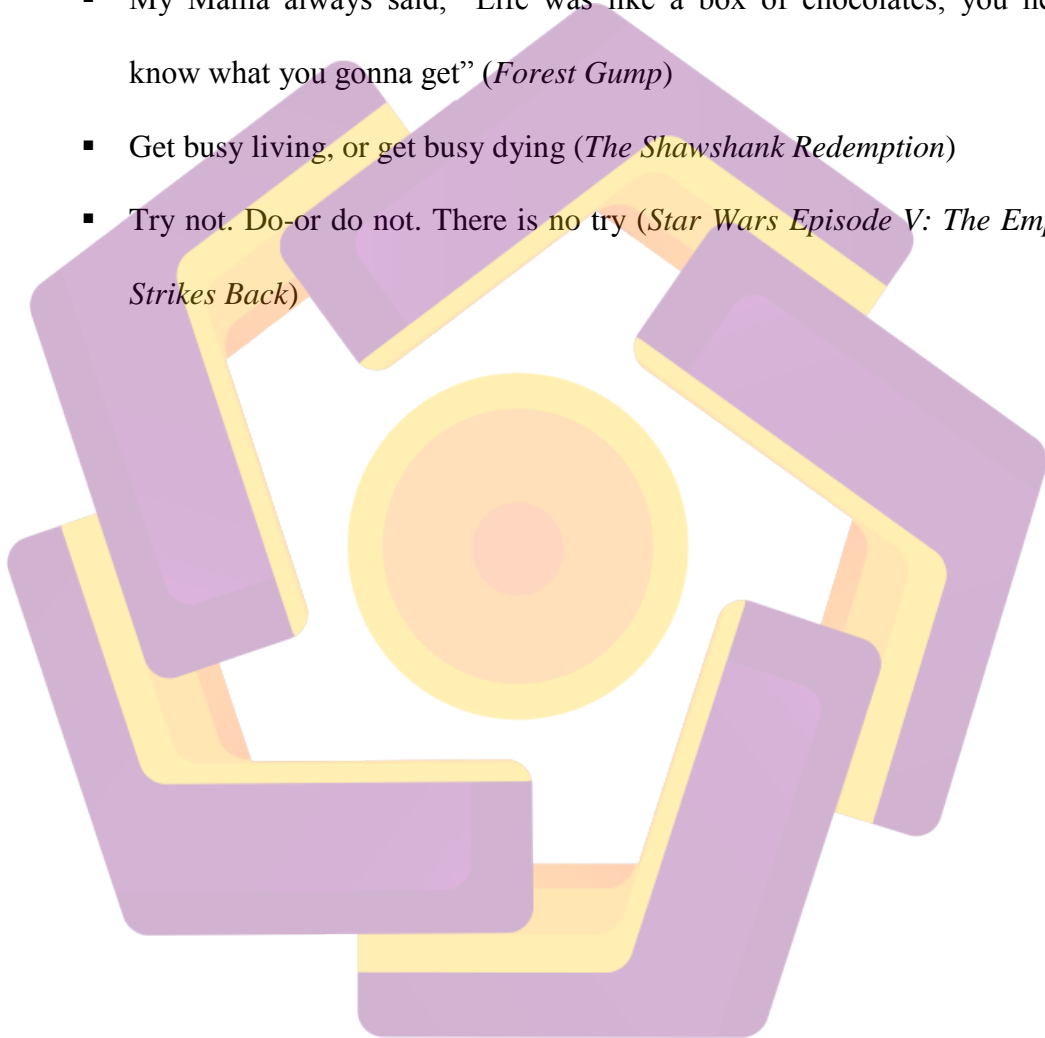 ▪ My Mama always said, "Life was like a box of chocolates, you
know what you gonna get” (Forest Gump)
▪ Get busy living, or get busy dying (The Shawshank Redemption)
▪ Try not. Do-or do not. There is no try (Star Wars Episode V: The
Strikes Back)